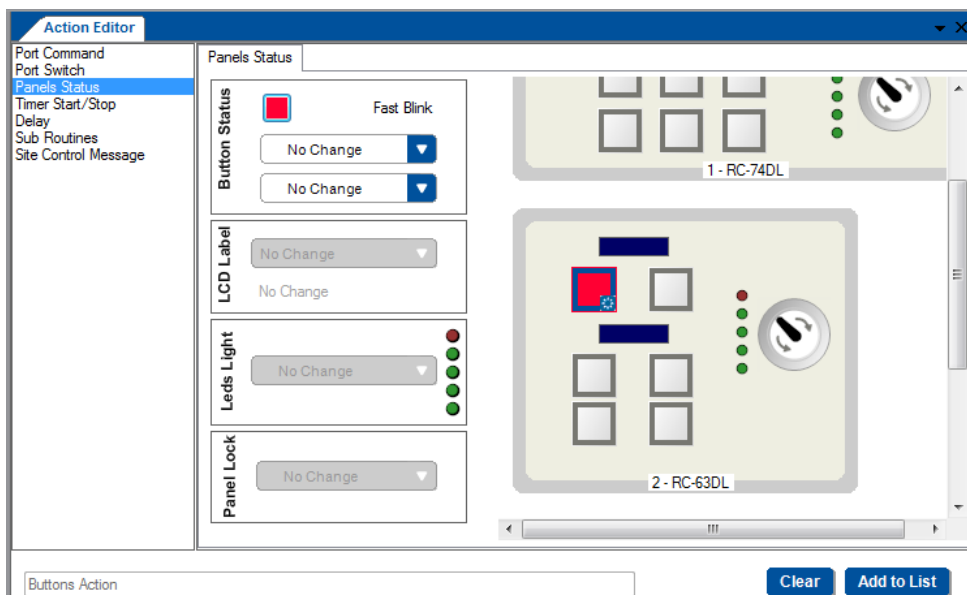 Action Editor
Port Command
Port Switch
Panels Status
Timer Start/Stop
Delay
Sub Routines
Site Control Message
Panels Status
Button Status
Fast Blink
No Change
No Change
LCD Label
No Change
No Change
Leds Light
No Change
Panel Lock
No Change
1 - RC-74DL
2 - RC-63DL
Buttons Action
Clear
Add to List